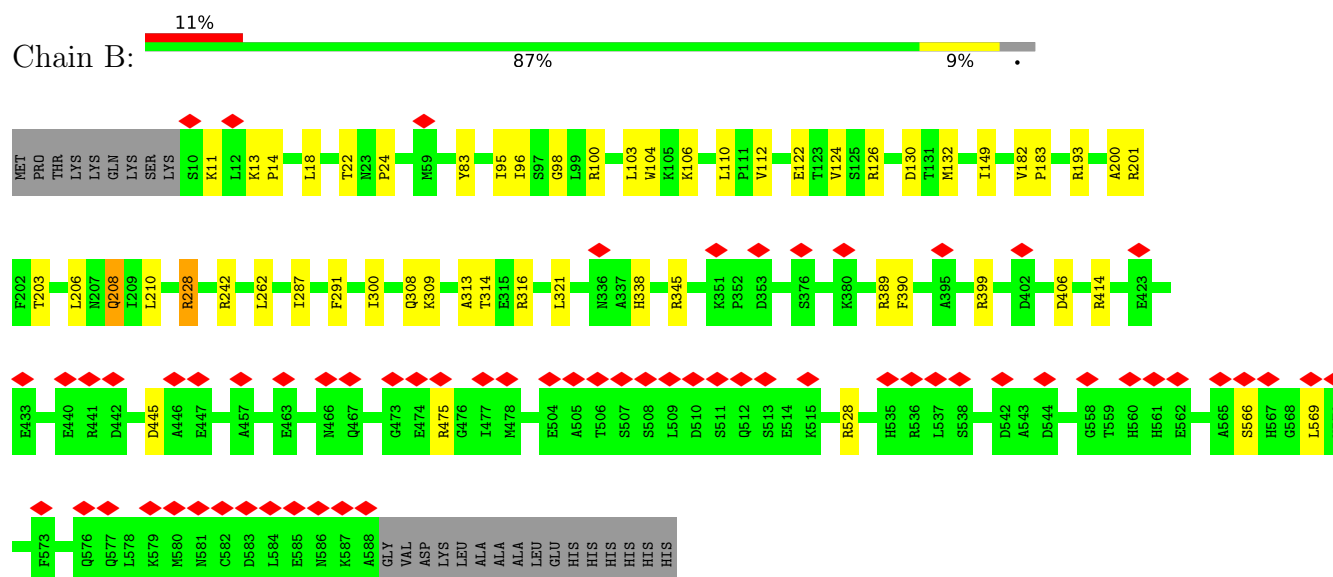 11%
Chain B:
87% 9% •
MET PRO THR LYS LYS GLN LYS SER LYS S10 K11 L12 K13 P14 L18 T22 N23 P24 M59 Y83 I95 I96 S97 G98 L99 R100 L103 W104 K105 K106 L110 P111 V112 E122 T123 V124 S125 R126 D130 T131 M132 I149 V182 P183 R193 A200 R201
F202 T203 L206 N207 Q208 I209 L210 R228 R242 L262 I287 F291 I300 Q308 K309 A313 T314 E315 R316 L321 N336 A337 H338 R345 K351 P352 D353 S376 K380 R389 F390 A395 R399 D402 D406 R414 E423
E433 E440 R441 D442 D445 A446 E447 A457 E463 N466 Q467 G473 E474 R475 G476 I477 M478 E504 A505 T506 S507 S508 L509 D510 S511 Q512 S513 E514 K515 R528 H535 R536 L537 S538 D542 A543 D544 G558 T559 H560 H561 E562 A565 S566 H567 G568 L569
F573 Q576 Q577 L578 K579 M580 N581 C582 D583 L584 E585 N586 K587 A588 GLY VAL ASP LYS LEU ALA ALA ALA LEU GLU HIS HIS HIS HIS HIS HIS